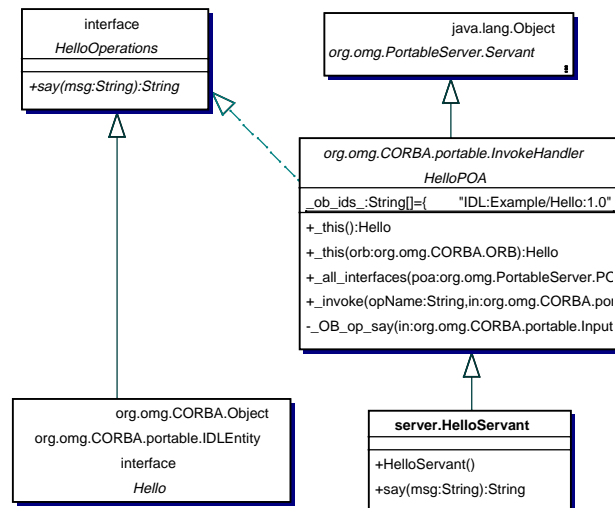 interface
HelloOperations
+say(msg:String):String
java.lang.Object
org.omg.PortableServer.Servant
org.omg.CORBA.portable.InvokeHandler
HelloPOA
_ob_ids_:String[]={ "IDL:Example/Hello:1.0"
+_this():Hello
+_this(orb:org.omg.CORBA.ORB):Hello
+_all_interfaces(poa:org.omg.PortableServer.PO
+_invoke(opName:String,in:org.omg.CORBA.por
-_OB_op_say(in:org.omg.CORBA.portable.Input
org.omg.CORBA.Object
org.omg.CORBA.portable.IDLEntity
interface
Hello
server.HelloServant
+HelloServant()
+say(msg:String):String